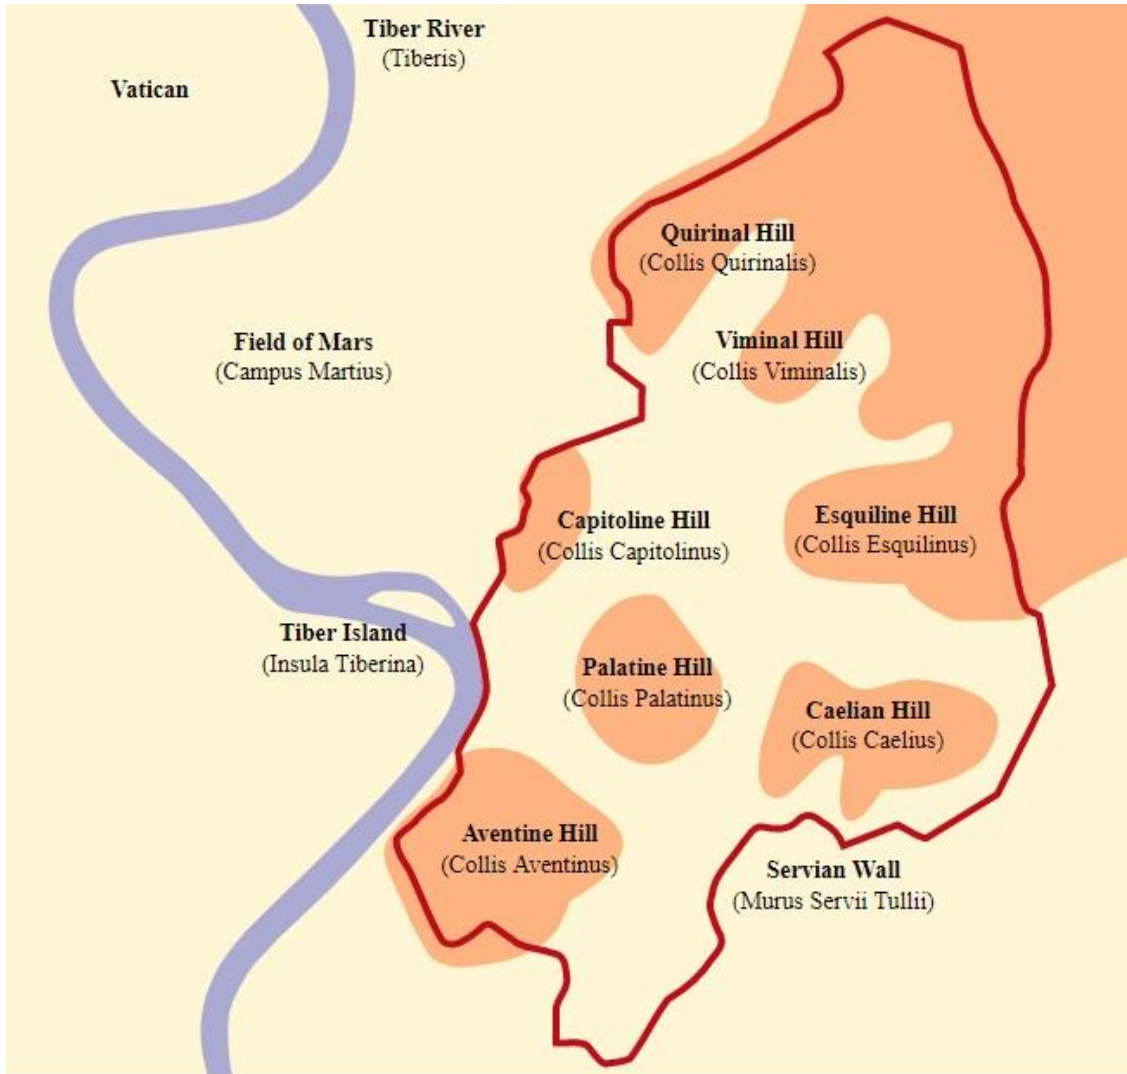 Tiber River
(Tiberis)
Vatican
Quirinal Hill
(Collis Quirinalis)
Field of Mars
(Campus Martius)
Viminal Hill
(Collis Viminalis)
Capitoline Hill
(Collis Capitolinus)
Esquiline Hill
(Collis Esquilinus)
Tiber Island
(Insula Tiberina)
Palatine Hill
(Collis Palatinus)
Caelian Hill
(Collis Caelius)
Aventine Hill
(Collis Aventinus)
Servian Wall
(Murus Servii Tullii)